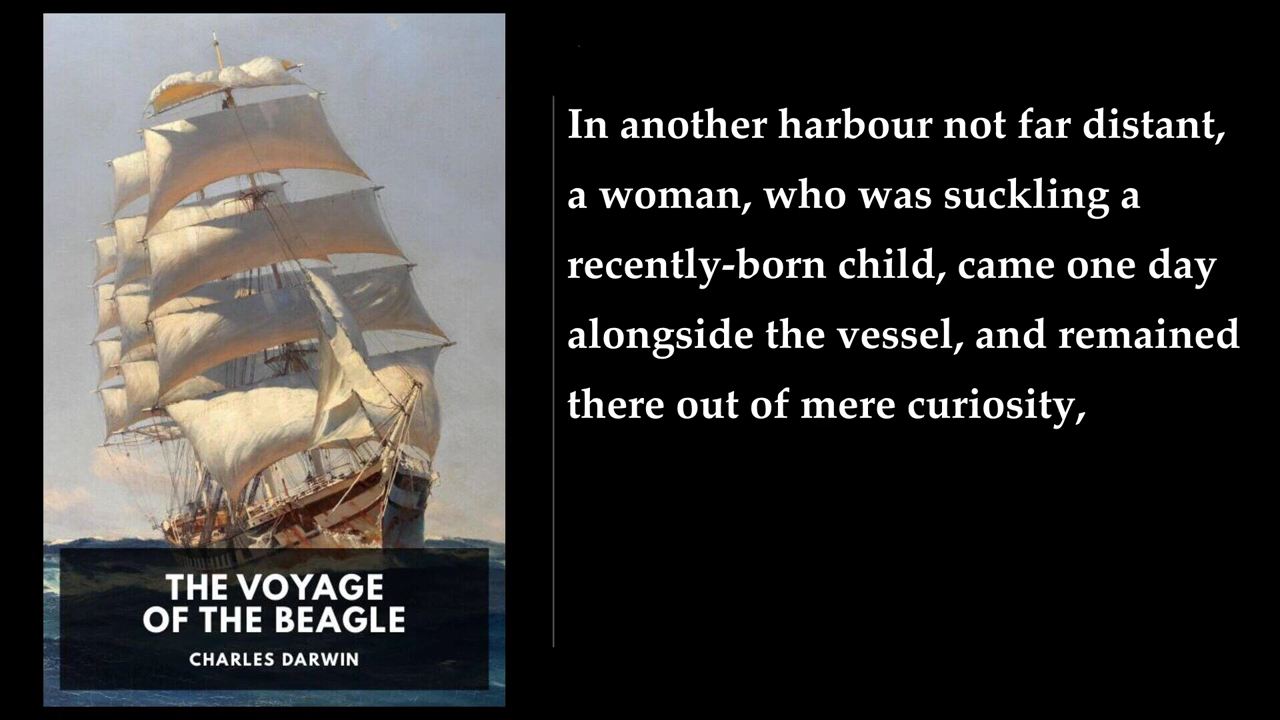 THE VOYAGE
OF THE BEAGLE
CHARLES DARWIN
In another harbour not far distant,
a woman, who was suckling a
recently-born child, came one day
alongside the vessel, and remained
there out of mere curiosity,